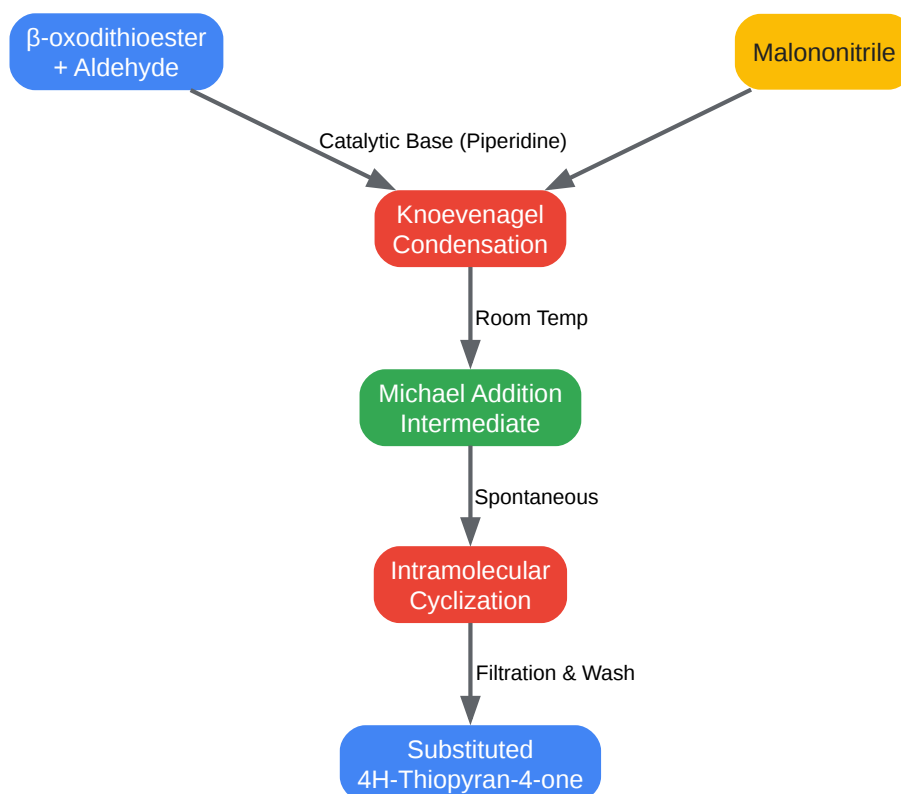 β-oxodithioester
+ Aldehyde
Malononitrile
Catalytic Base (Piperidine)
Knoevenagel
Condensation
Room Temp
Michael Addition
Intermediate
Spontaneous
Intramolecular
Cyclization
Filtration & Wash
Substituted
4H-Thiopyran-4-one